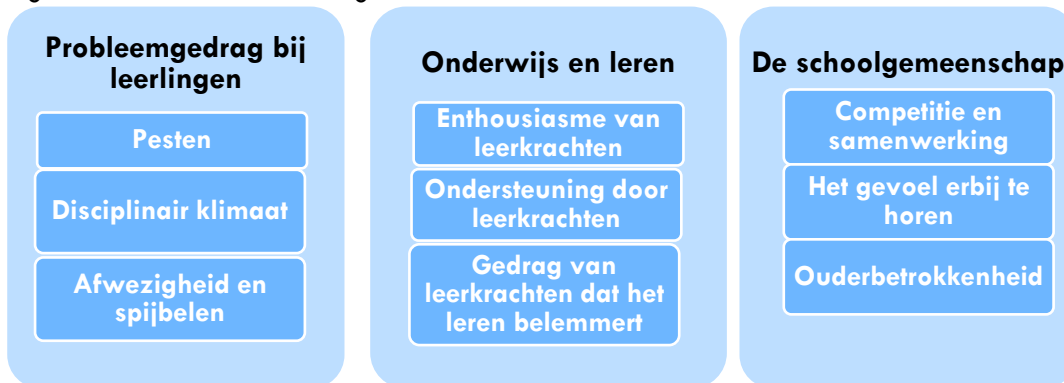 Probleemgedrag bij
leerlingen
Pesten
Disciplinair klimaat
Afwezigheid en
spijbelen
Onderwijs en leren
Enthousiasme van
leerkrachten
Ondersteuning door
leerkrachten
Gedrag van
leerkrachten dat het
leren belemmert
De schoolgemeenschap
Competitie en
samenwerking
Het gevoel erbij te
horen
Ouderbetrokkenheid